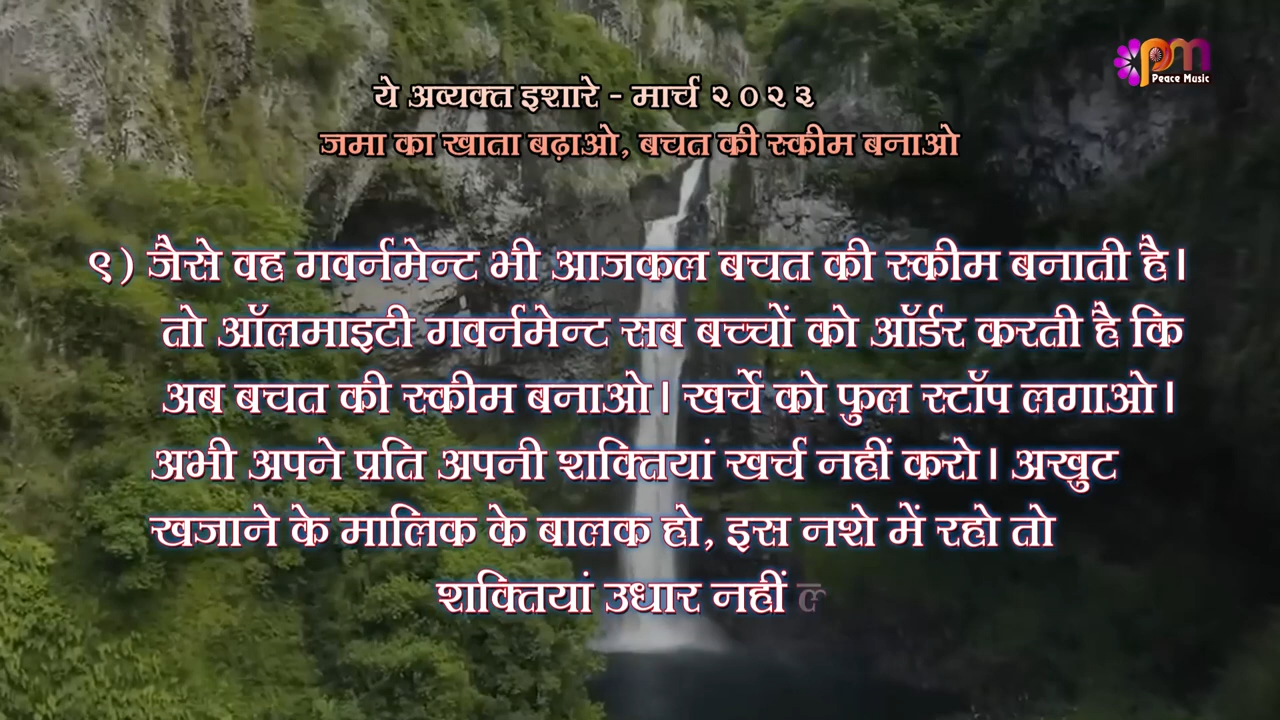 pm
Peace Music
ये अव्यक्त इशारे - मार्च २०२३
जमा का खाता बढ़ाओ, बचत की स्कीम बनाओ
९) जैसे वह गवर्नमेन्ट भी आजकल बचत की स्कीम बनाती है।
तो ऑलमाइटी गवर्नमेन्ट सब बच्चों को ऑर्डर करती है कि
अब बचत की स्कीम बनाओ। खर्चे को फुल स्टॉप लगाओ।
अभी अपने प्रति अपनी शक्तियां खर्च नहीं करो। अखुट
खजाने के मालिक के बालक हो, इस नशे में रहो तो
शक्तियां उधार नहीं